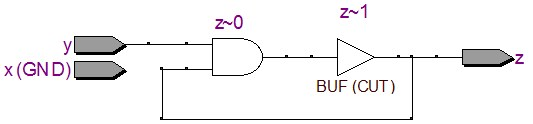 z~0
z~1
y
x (GND)
z
BUF (CUT)